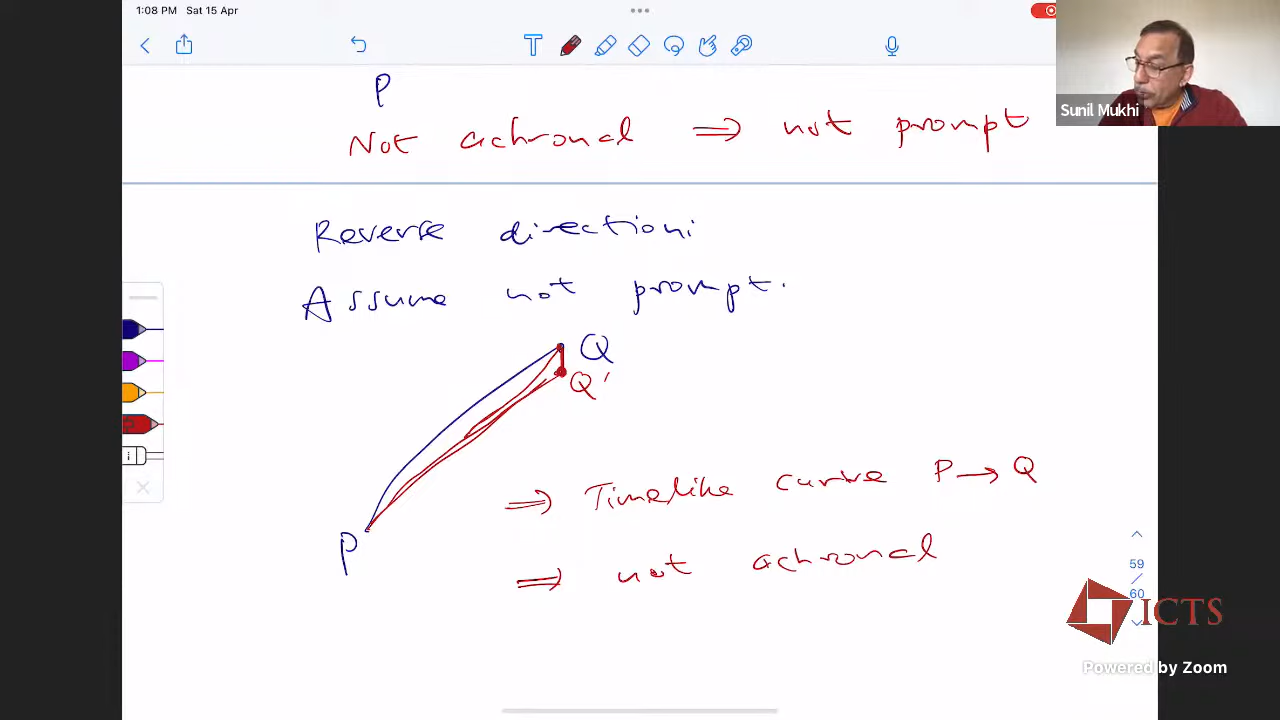 1:08 PM Sat 15 Apr
Sunil Mukhi
P
Not achronal ⇒ not prompt
Reverse direction:
Assume not prompt.
Q
Q'
⇒ Timelike curve P → Q
P
⇒ not achronal
59
/
60
ICTS
Powered by Zoom